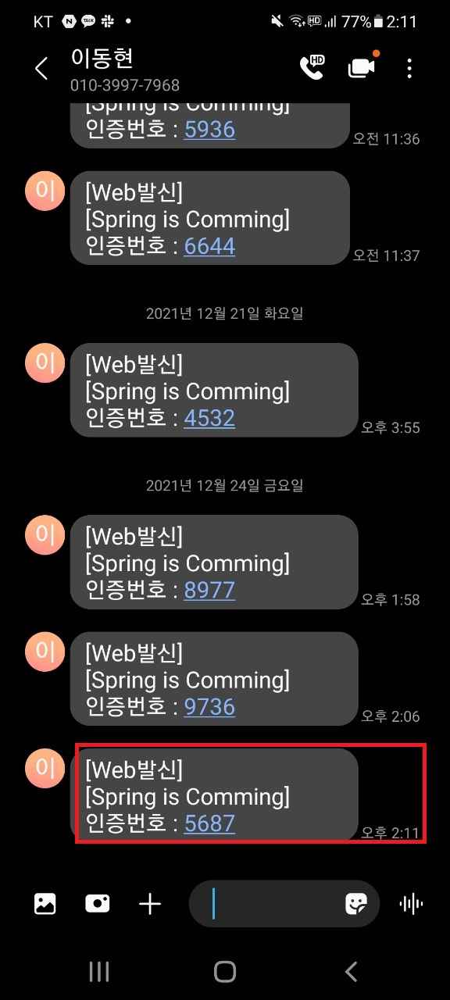 KT N TALK 77% 2:11
이동현
HD
010-3997-7968
[Spring is Comming]
인증번호 : 5936
오전 11:36
이
[Web발신]
[Spring is Comming]
인증번호 : 6644
오전 11:37
2021년 12월 21일 화요일
이
[Web발신]
[Spring is Comming]
인증번호 : 4532
오후 3:55
2021년 12월 24일 금요일
이
[Web발신]
[Spring is Comming]
인증번호 : 8977
오후 1:58
이
[Web발신]
[Spring is Comming]
인증번호 : 9736
오후 2:06
이
[Web발신]
[Spring is Comming]
인증번호 : 5687
오후 2:11